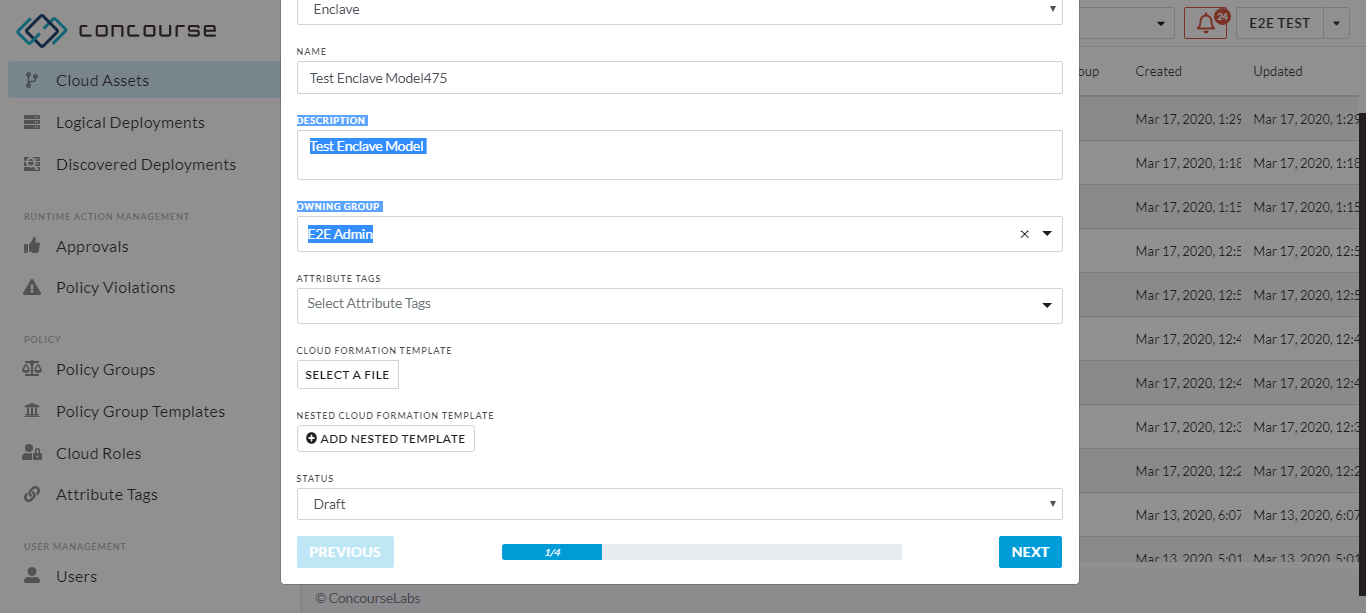 concourse
Enclave
24
E2E TEST
Cloud Assets
Logical Deployments
Discovered Deployments
RUNTIME ACTION MANAGEMENT
Approvals
Policy Violations
POLICY
Policy Groups
Policy Group Templates
Cloud Roles
Attribute Tags
USER MANAGEMENT
Users
NAME
Test Enclave Model475
DESCRIPTION
Test Enclave Model
OWNING GROUP
E2E Admin
ATTRIBUTE TAGS
Select Attribute Tags
CLOUD FORMATION TEMPLATE
SELECT A FILE
NESTED CLOUD FORMATION TEMPLATE
ADD NESTED TEMPLATE
STATUS
Draft
PREVIOUS
1/4
NEXT
oup Created Updated
Mar 17, 2020, 1:29 Mar 17, 2020, 1:29
Mar 17, 2020, 1:18 Mar 17, 2020, 1:18
Mar 17, 2020, 1:15 Mar 17, 2020, 1:15
Mar 17, 2020, 12:5 Mar 17, 2020, 12:5
Mar 17, 2020, 12:5 Mar 17, 2020, 12:5
Mar 17, 2020, 12:4 Mar 17, 2020, 12:4
Mar 17, 2020, 12:4 Mar 17, 2020, 12:4
Mar 17, 2020, 12:3 Mar 17, 2020, 12:3
Mar 17, 2020, 12:2 Mar 17, 2020, 12:2
Mar 13, 2020, 6:07 Mar 13, 2020, 6:07
Mar 13, 2020, 5:01 Mar 13, 2020, 5:01
© ConcourseLabs